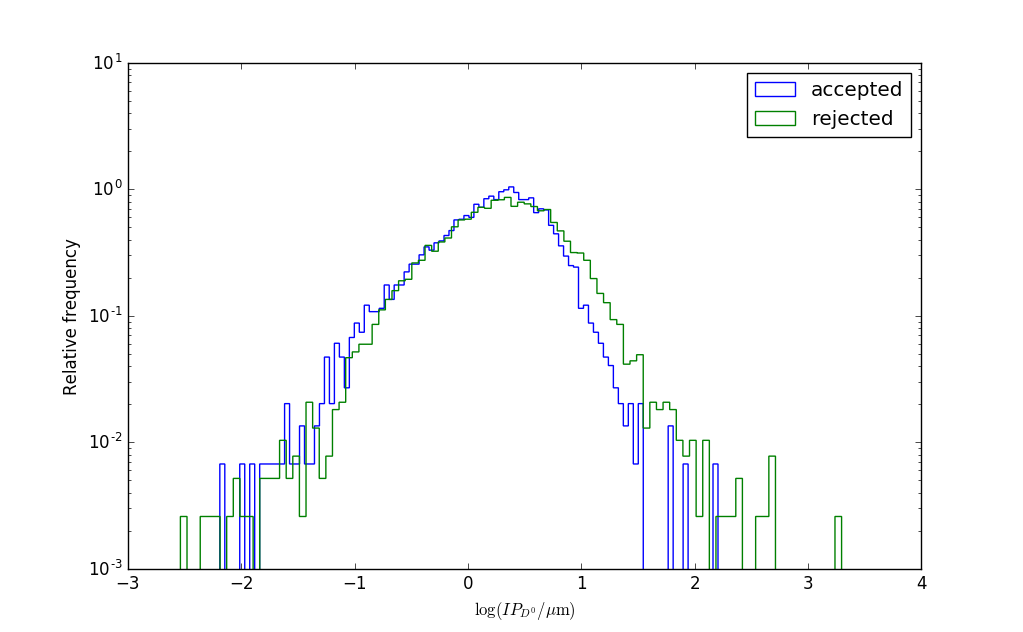 10^1
10^0
10^-1
10^-2
10^-3
Relative frequency
accepted
rejected
−3 −2 −1 0 1 2 3 4
log(IP_{D^0}/μm)